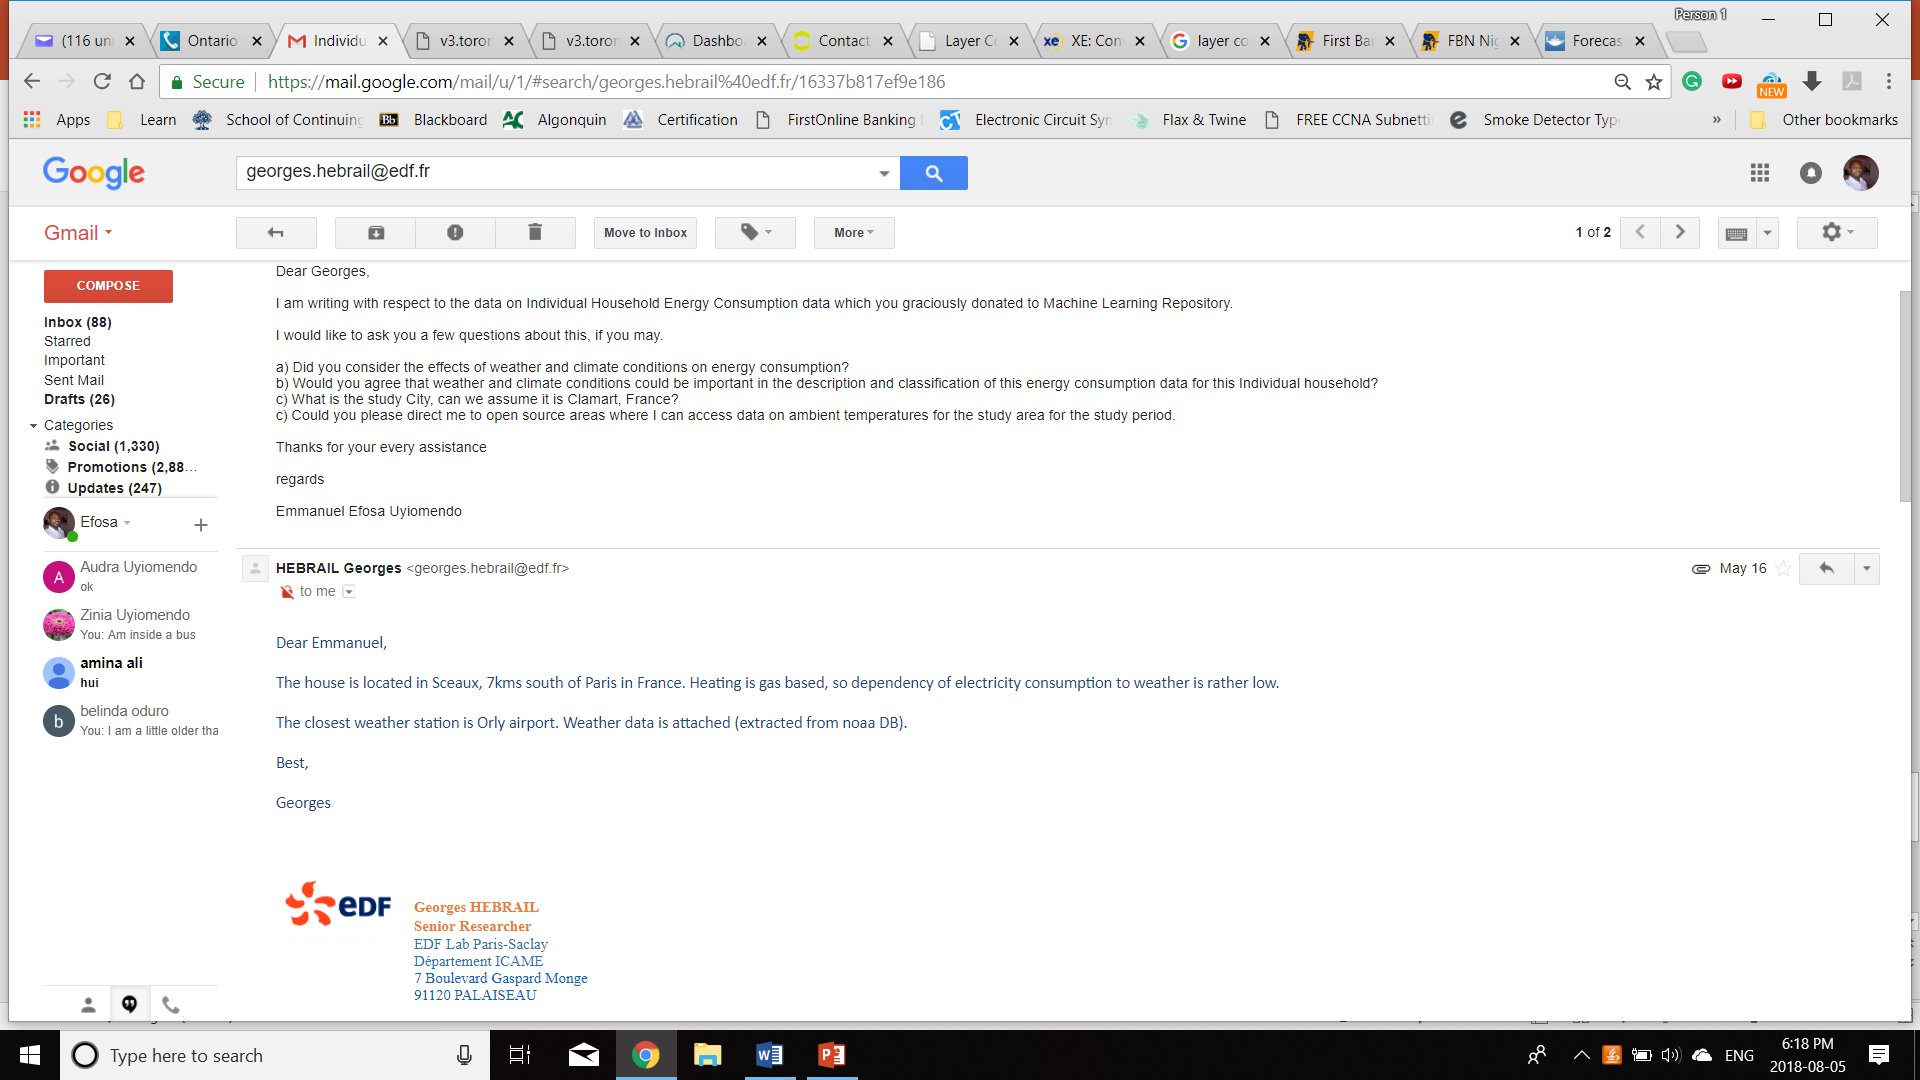 Person 1
(116 un
Ontario
Individu
v3.toror
v3.toror
Dashbo
Contact
Layer Co
XE: Con
layer co
First Ba
FBN Nig
Forecas
Secure
https://mail.google.com/mail/u/1/#search/georges.hebrail%40edf.fr/16337b817ef9e186
NEW
Apps
Learn
School of Continuing
Bb Blackboard
Algonquin
Certification
FirstOnline Banking
Electronic Circuit Syn
Flax & Twine
FREE CCNA Subnetti
Smoke Detector Type
»
Other bookmarks
Google
georges.hebrail@edf.fr
Gmail
Move to Inbox
More
1 of 2
COMPOSE
Inbox (88)
Starred
Important
Sent Mail
Drafts (26)
Categories
Social (1,330)
Promotions (2,88...
Updates (247)
Efosa
A
Audra Uyiomendo
ok
Zinia Uyiomendo
You: Am inside a bus
amina ali
hui
b
belinda oduro
You: I am a little older tha
Dear Georges,
I am writing with respect to the data on Individual Household Energy Consumption data which you graciously donated to Machine Learning Repository.
I would like to ask you a few questions about this, if you may.
a) Did you consider the effects of weather and climate conditions on energy consumption?
b) Would you agree that weather and climate conditions could be important in the description and classification of this energy consumption data for this Individual household?
c) What is the study City, can we assume it is Clamart, France?
c) Could you please direct me to open source areas where I can access data on ambient temperatures for the study area for the study period.
Thanks for your every assistance
regards
Emmanuel Efosa Uyiomendo
HEBRAIL Georges <georges.hebrail@edf.fr>
May 16
to me
Dear Emmanuel,
The house is located in Sceaux, 7kms south of Paris in France. Heating is gas based, so dependency of electricity consumption to weather is rather low.
The closest weather station is Orly airport. Weather data is attached (extracted from noaa DB).
Best,
Georges
EDF
Georges HEBRAIL
Senior Researcher
EDF Lab Paris-Saclay
Département ICAME
7 Boulevard Gaspard Monge
91120 PALAISEAU
Type here to search
ENG
6:18 PM
2018-08-05